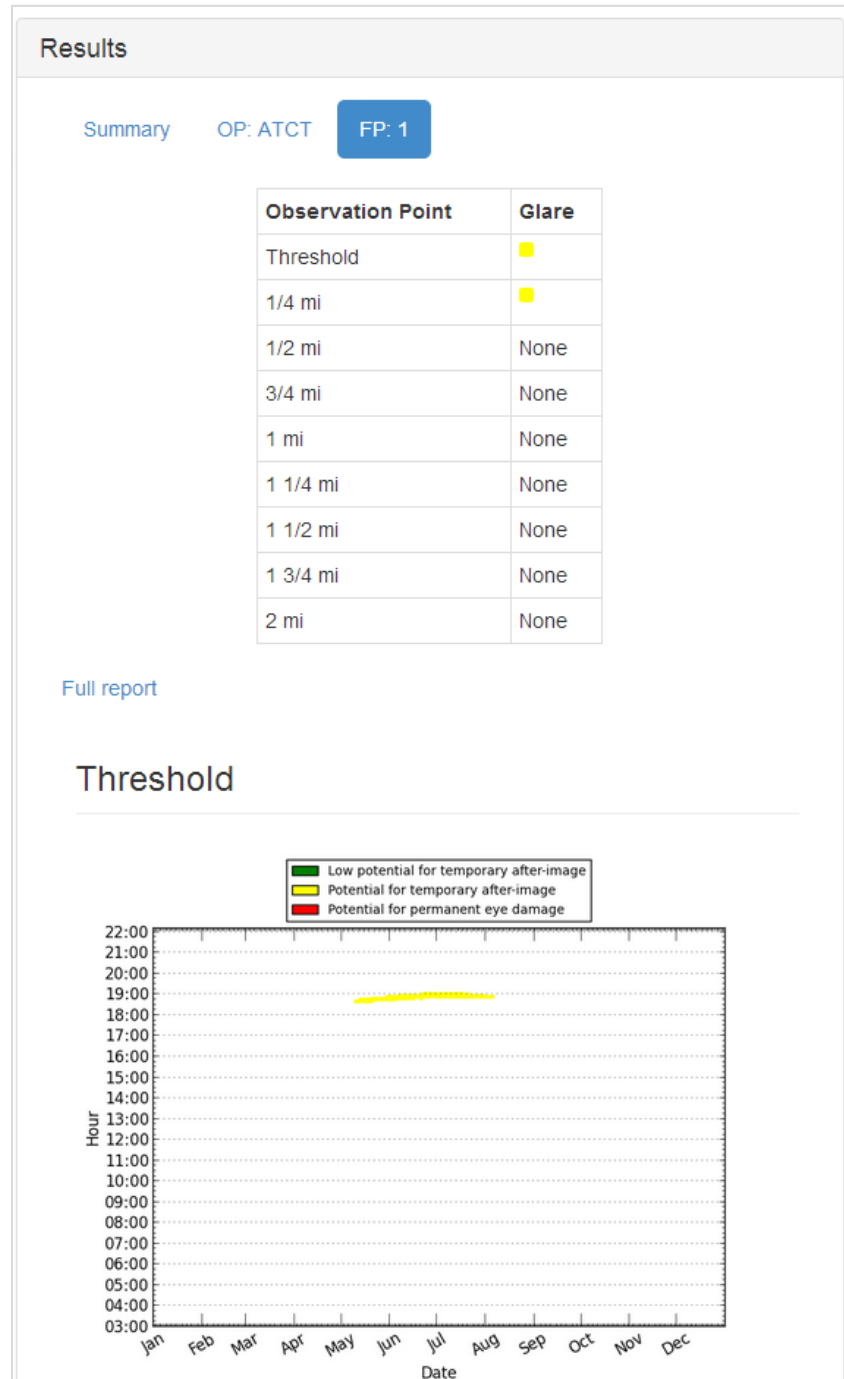 Results
Summary OP: ATCT FP: 1
Observation Point Glare
Threshold
1/4 mi
1/2 mi None
3/4 mi None
1 mi None
1 1/4 mi None
1 1/2 mi None
1 3/4 mi None
2 mi None
Full report
Threshold
Low potential for temporary after-image
Potential for temporary after-image
Potential for permanent eye damage
22:00
21:00
20:00
19:00
18:00
17:00
16:00
15:00
14:00
13:00
12:00
11:00
10:00
09:00
08:00
07:00
06:00
05:00
04:00
03:00
Hour
Jan Feb Mar Apr May Jun Jul Aug Sep Oct Nov Dec
Date